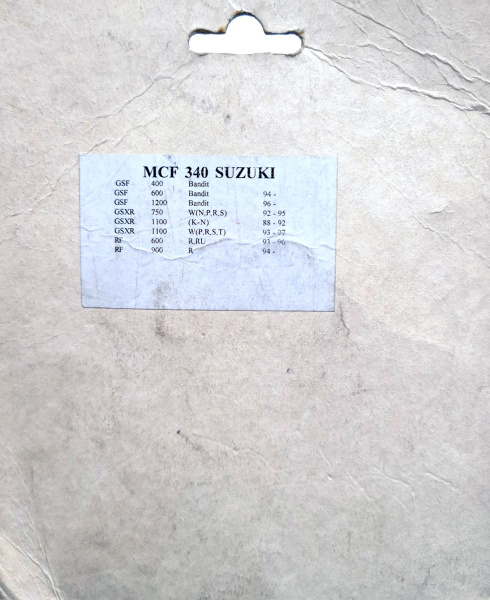 MCF 340 SUZUKI
GSF 400 Bandit
GSF 600 Bandit 94 -
GSF 1200 Bandit 96 -
GSXR 750 W(N,P,R,S) 92 - 95
GSXR 1100 (K-N) 88 - 92
GSXR 1100 W(P,R,S,T) 93 - 97
RF 600 R,RU 93 - 96
RF 900 R 94 -